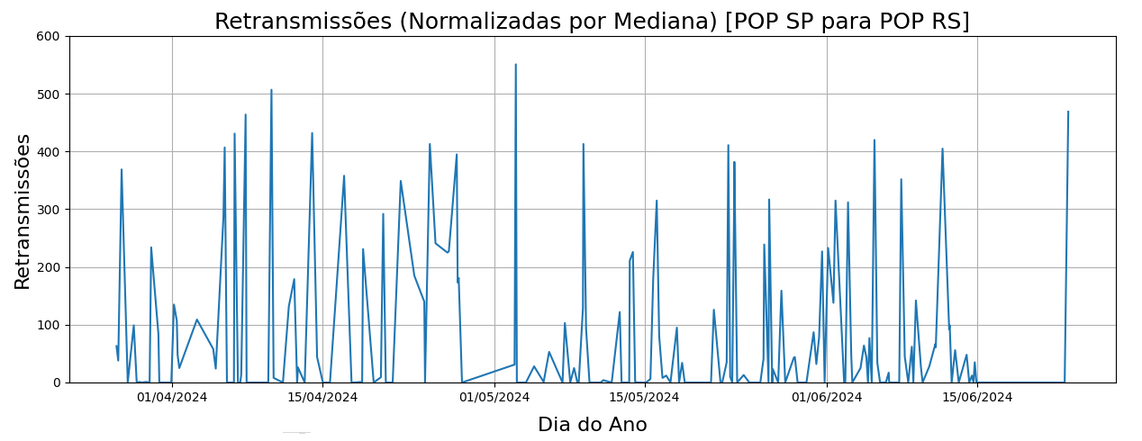 Retransmissões (Normalizadas por Mediana) [POP SP para POP RS]
600
500
400
300
200
100
0
Retransmissões
01/04/2024 15/04/2024 01/05/2024 15/05/2024 01/06/2024 15/06/2024
Dia do Ano